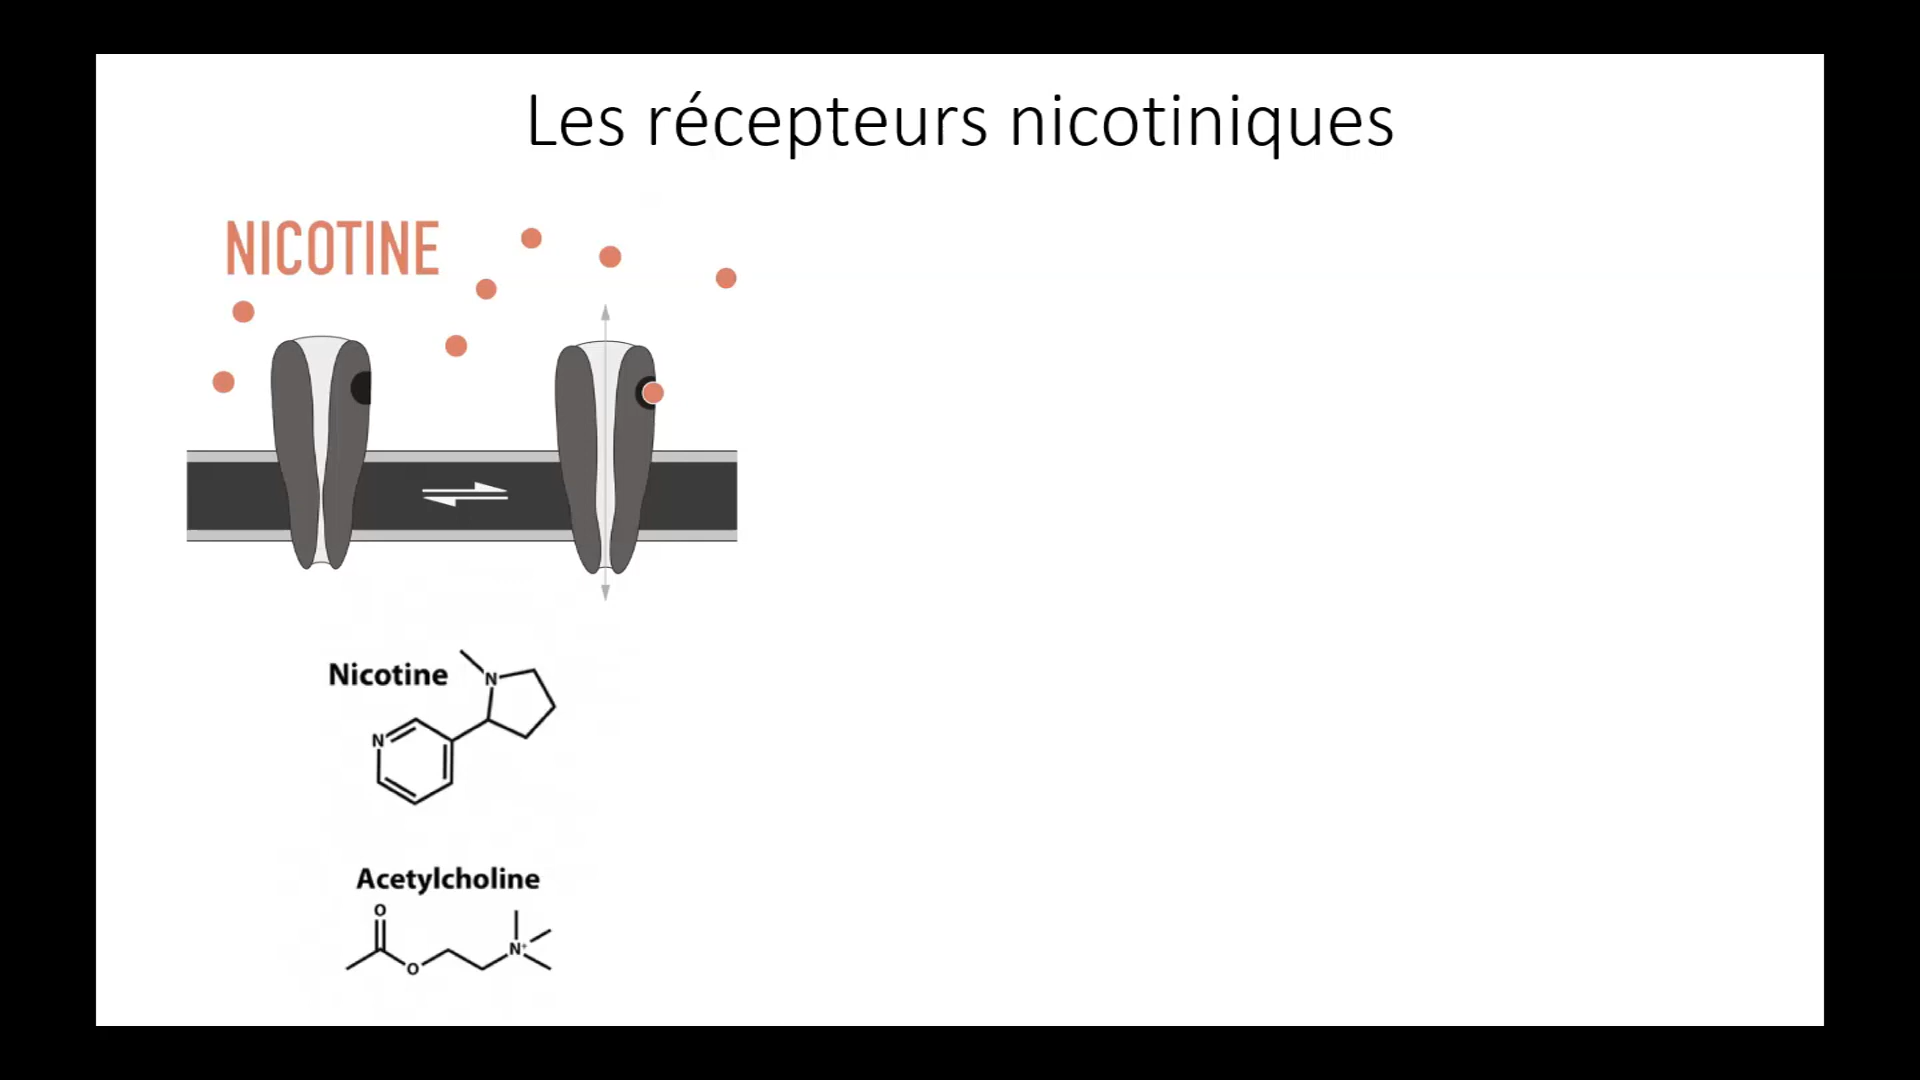 Les récepteurs nicotiniques
NICOTINE
Nicotine
N
N
Acetylcholine
O
O
N+